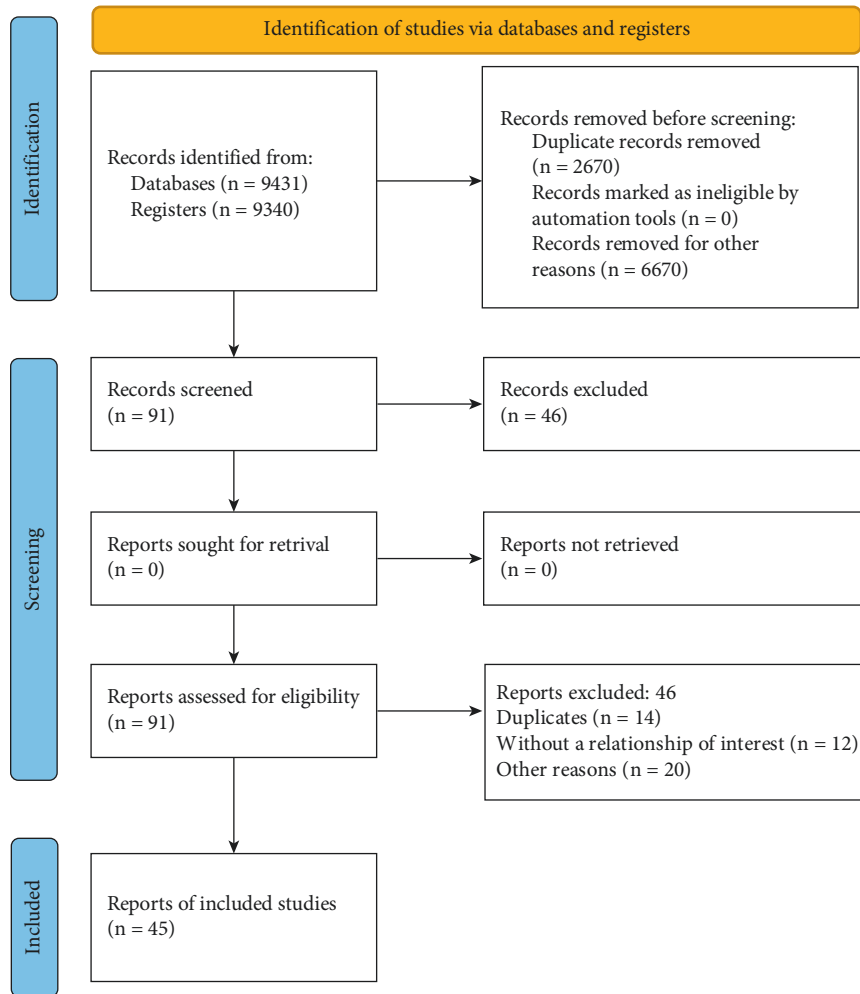 Identification of studies via databases and registers
Identification
Records identified from:
Databases (n = 9431)
Registers (n = 9340)
Records removed before screening:
Duplicate records removed
(n = 2670)
Records marked as ineligible by
automation tools (n = 0)
Records removed for other
reasons (n = 6670)
Screening
Records screened
(n = 91)
Records excluded
(n = 46)
Reports sought for retrival
(n = 0)
Reports not retrieved
(n = 0)
Reports assessed for eligibility
(n = 91)
Reports excluded: 46
Duplicates (n = 14)
Without a relationship of interest (n = 12)
Other reasons (n = 20)
Included
Reports of included studies
(n = 45)